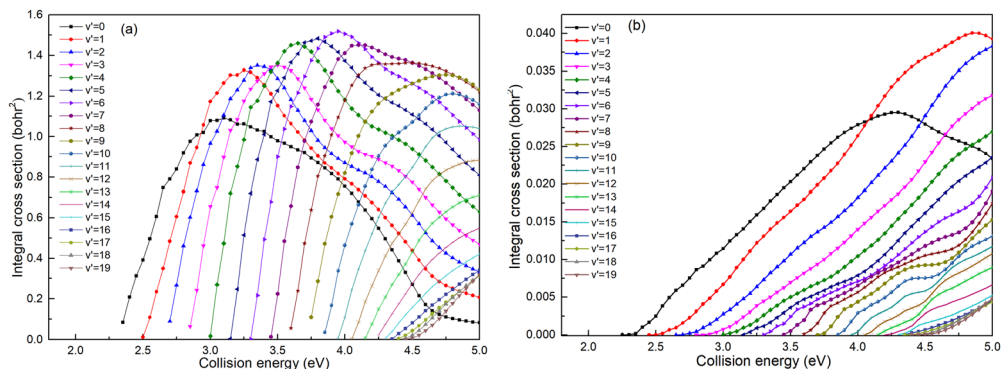 (a)
Integral cross section (bohr²)
1.6
1.4
1.2
1.0
0.8
0.6
0.4
0.2
0.0
v'=0
v'=1
v'=2
v'=3
v'=4
v'=5
v'=6
v'=7
v'=8
v'=9
v'=10
v'=11
v'=12
v'=13
v'=14
v'=15
v'=16
v'=17
v'=18
v'=19
2.0 2.5 3.0 3.5 4.0 4.5 5.0
Collision energy (eV)
(b)
Integral cross section (bohr²)
0.040
0.035
0.030
0.025
0.020
0.015
0.010
0.005
0.000
v'=0
v'=1
v'=2
v'=3
v'=4
v'=5
v'=6
v'=7
v'=8
v'=9
v'=10
v'=11
v'=12
v'=13
v'=14
v'=15
v'=16
v'=17
v'=18
v'=19
2.0 2.5 3.0 3.5 4.0 4.5 5.0
Collision energy (eV)